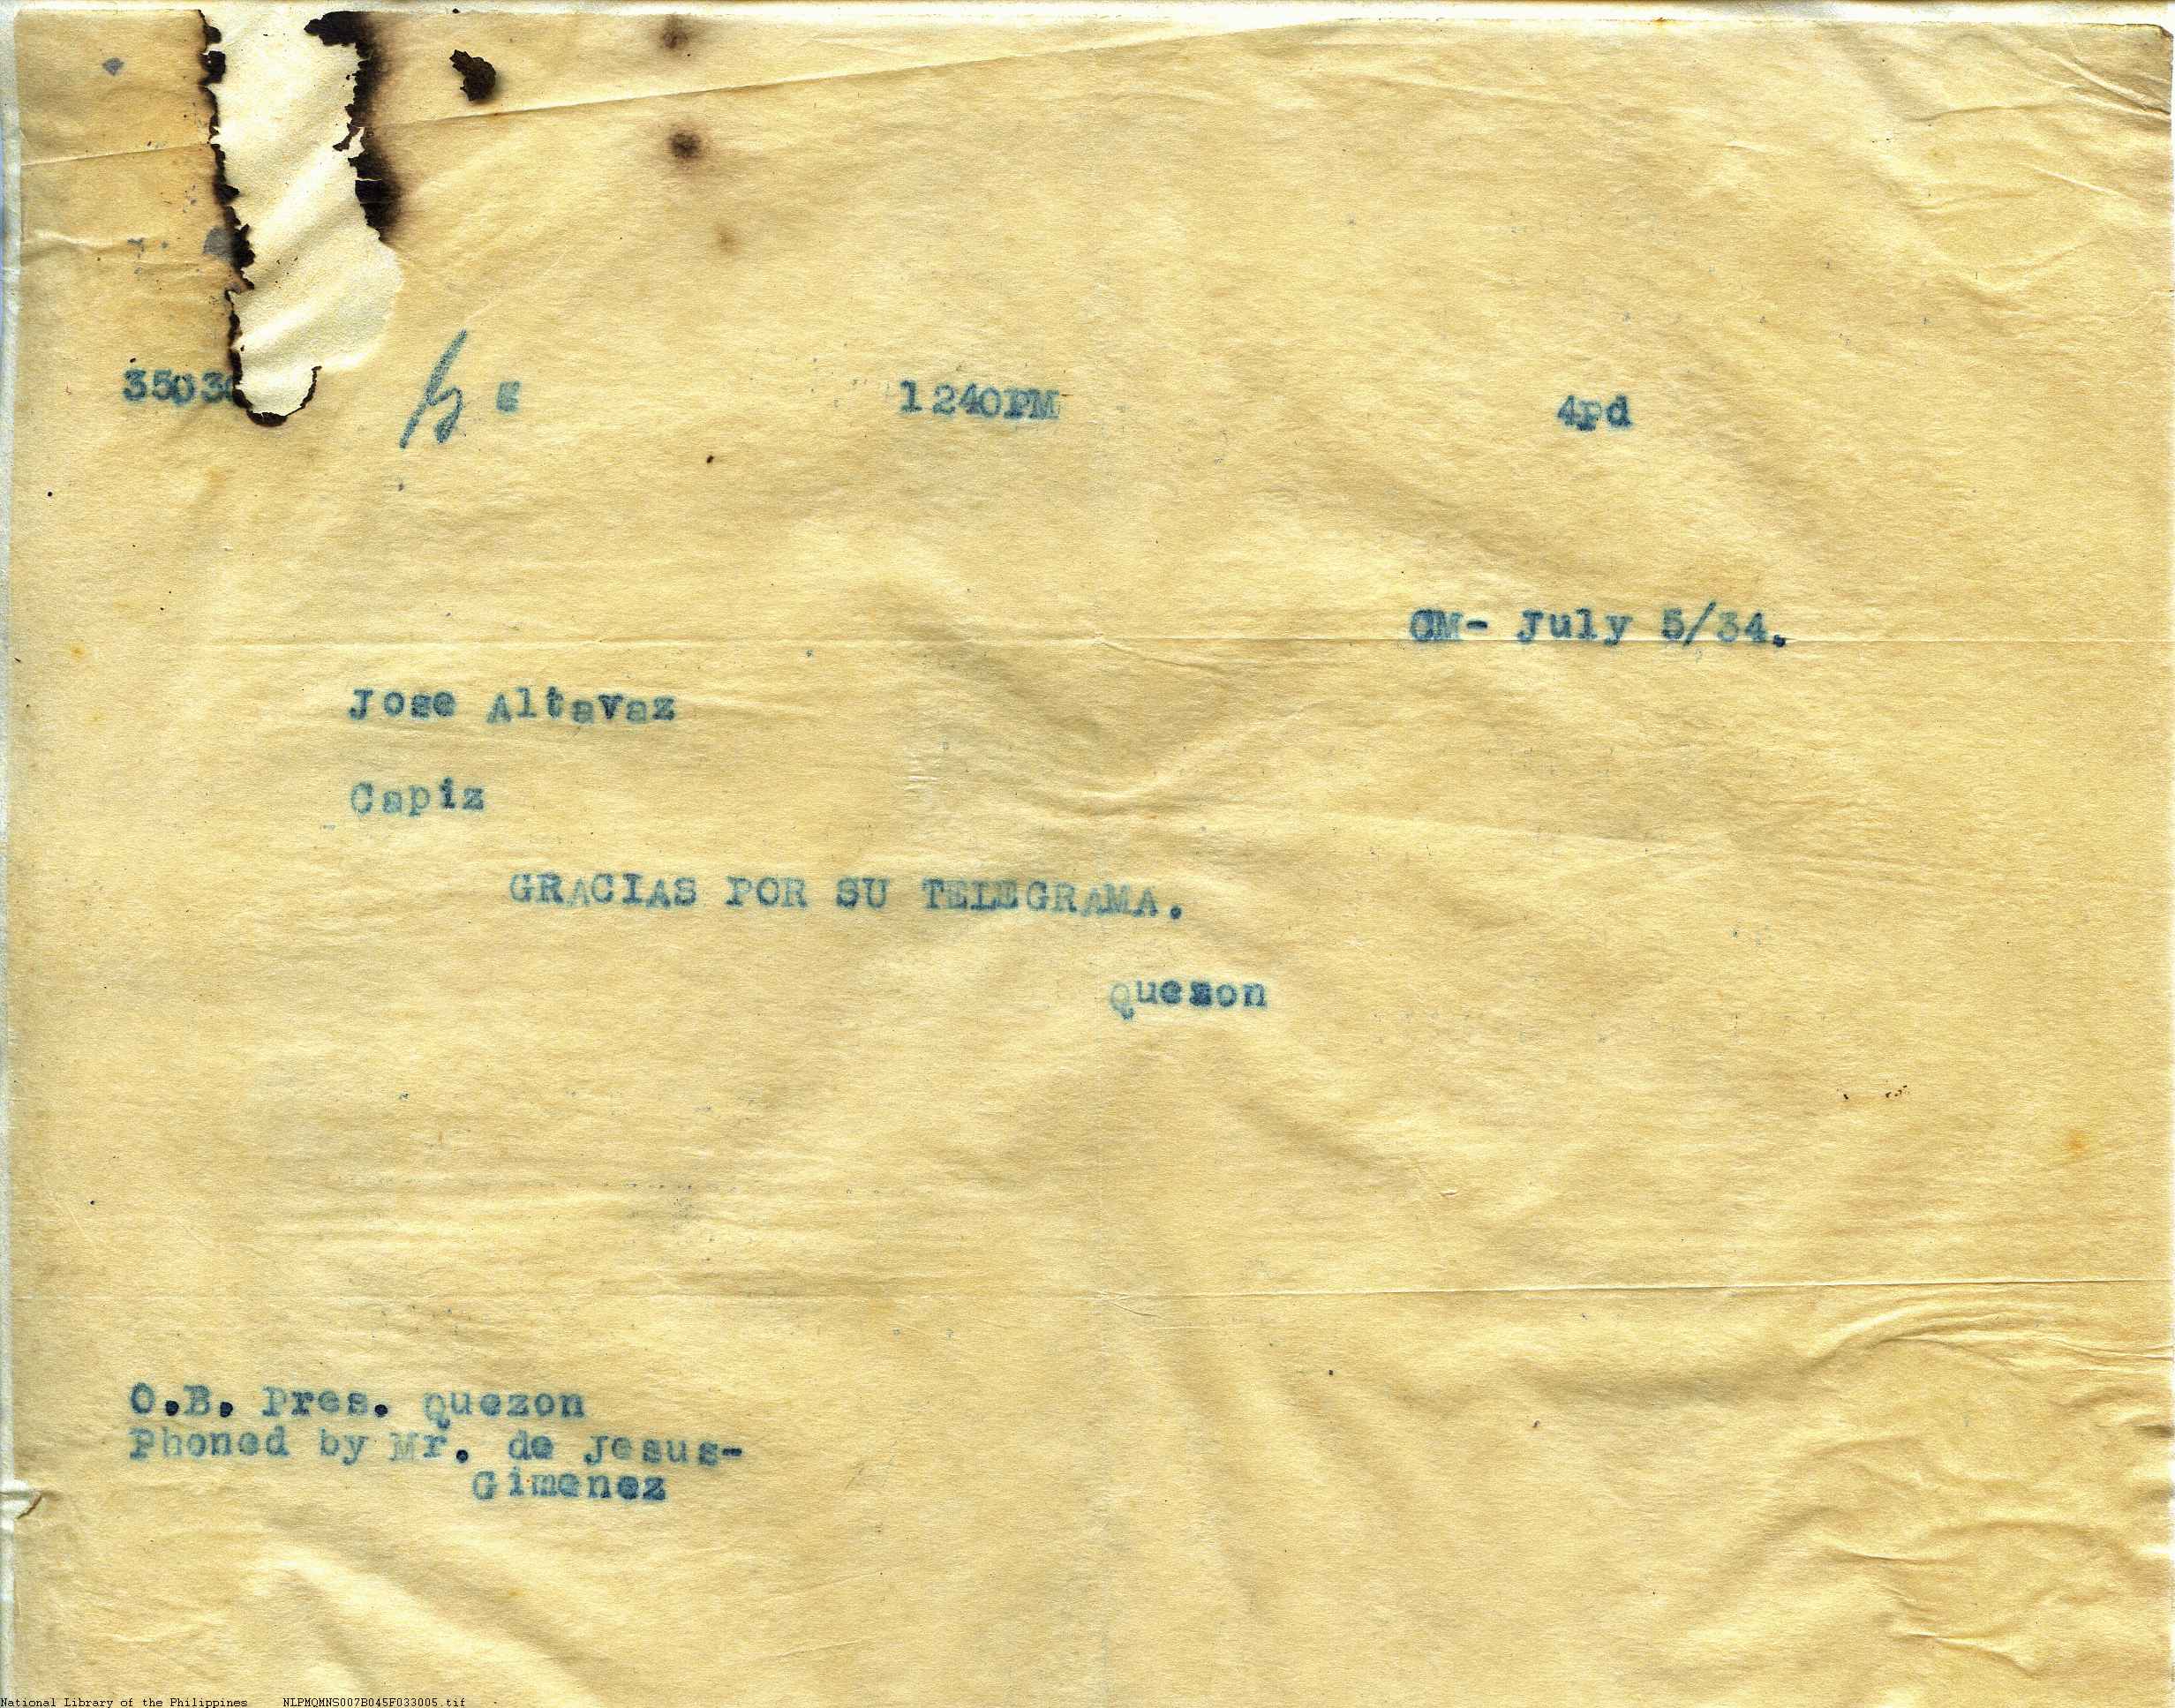 3503 1240PM 4pd
CM- July 5/34.
Jose Altavaz
Capiz
GRACIAS POR SU TELEGRAMA.
Quezon
O.B. Pres. Quezon
Phoned by Mr. de Jesus-
Gimenez
National Library of the Philippines NLPMQMNS007B045F033005.tif